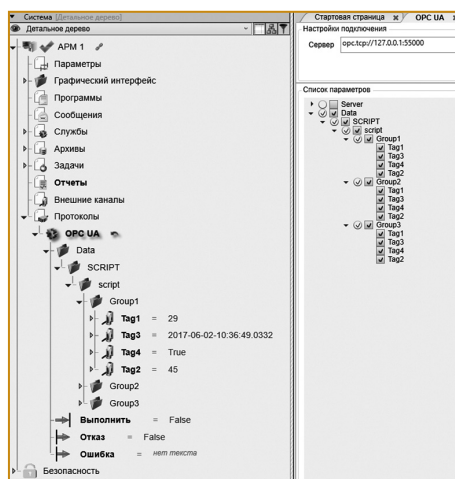 Система [Детальное дерево]
Детальное дерево
АРМ 1
Параметры
Графический интерфейс
Программы
Сообщения
Службы
Архивы
Задачи
Отчеты
Внешние каналы
Протоколы
OPC UA
Data
SCRIPT
script
Group1
Tag1 = 29
Tag3 = 2017-06-02-10:36:49.0332
Tag4 = True
Tag2 = 45
Group2
Group3
Выполнить = False
Отказ = False
Ошибка = нет текста
Безопасность
Стартовая страница
OPC UA
Настройки подключения
Сервер opc.tcp://127.0.0.1:55000
Список параметров
Server
Data
SCRIPT
script
Group1
Tag1
Tag3
Tag4
Tag2
Group2
Tag1
Tag3
Tag4
Tag2
Group3
Tag1
Tag3
Tag4
Tag2